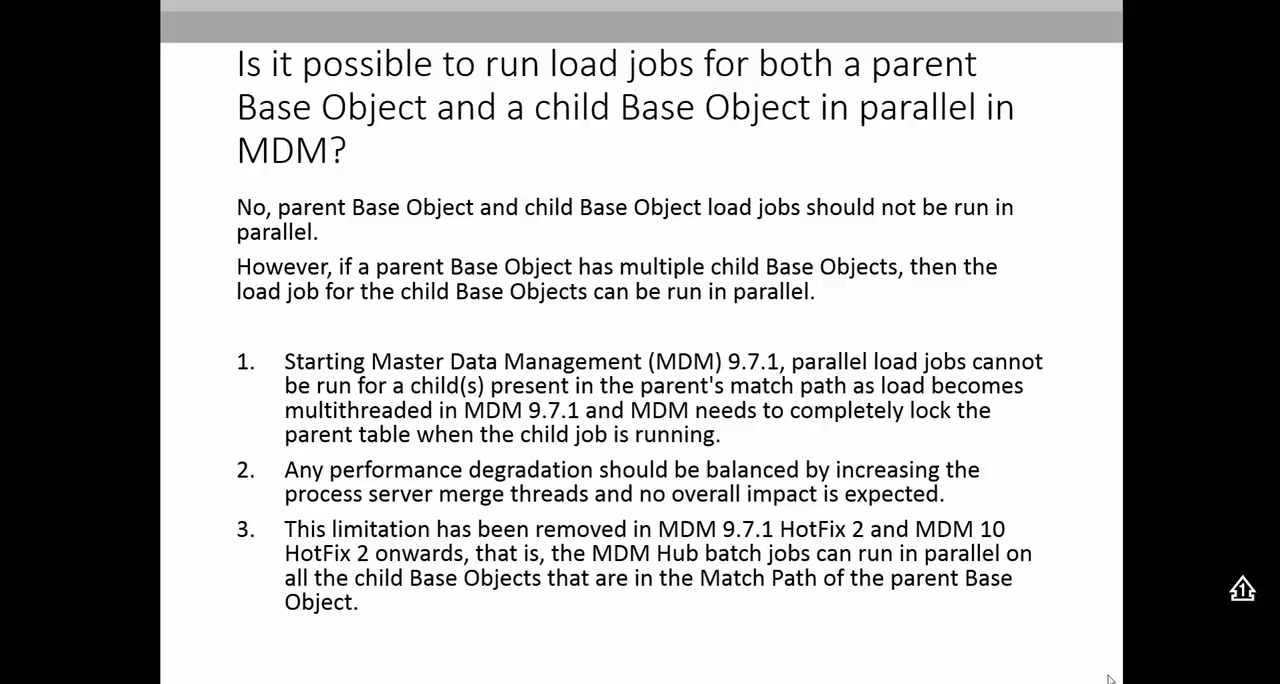 Is it possible to run load jobs for both a parent
Base Object and a child Base Object in parallel in
MDM?
No, parent Base Object and child Base Object load jobs should not be run in
parallel.
However, if a parent Base Object has multiple child Base Objects, then the
load job for the child Base Objects can be run in parallel.
1. Starting Master Data Management (MDM) 9.7.1, parallel load jobs cannot
be run for a child(s) present in the parent's match path as load becomes
multithreaded in MDM 9.7.1 and MDM needs to completely lock the
parent table when the child job is running.
2. Any performance degradation should be balanced by increasing the
process server merge threads and no overall impact is expected.
3. This limitation has been removed in MDM 9.7.1 HotFix 2 and MDM 10
HotFix 2 onwards, that is, the MDM Hub batch jobs can run in parallel on
all the child Base Objects that are in the Match Path of the parent Base
Object.
1